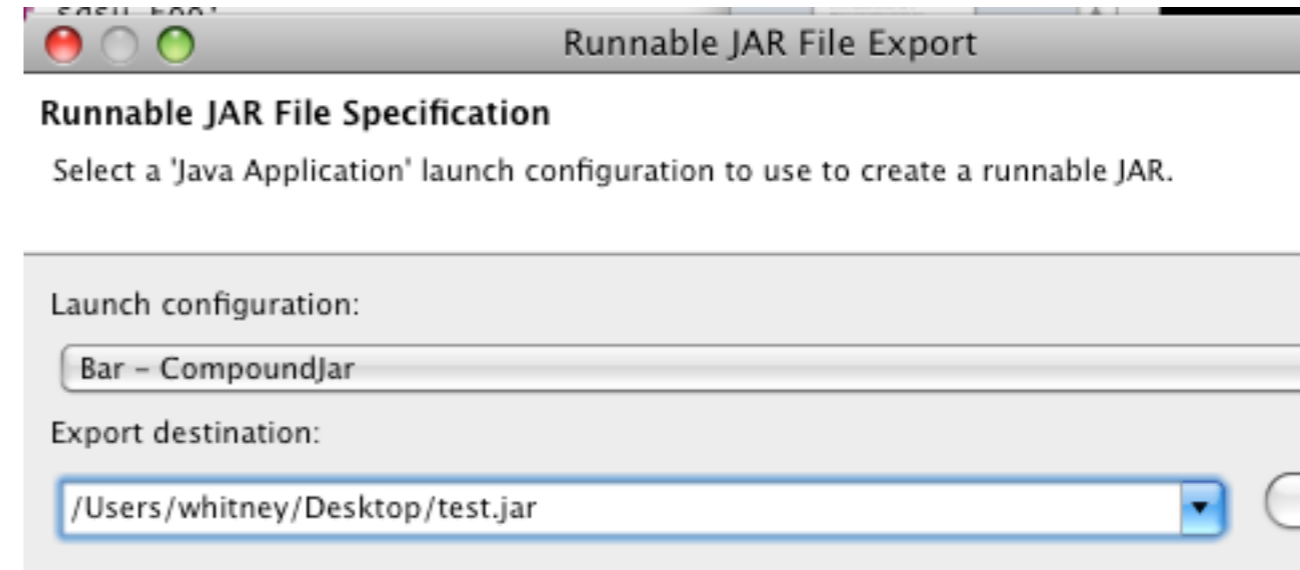 Runnable JAR File Export
Runnable JAR File Specification
Select a 'Java Application' launch configuration to use to create a runnable JAR.
Launch configuration:
Bar – CompoundJar
Export destination:
/Users/whitney/Desktop/test.jar